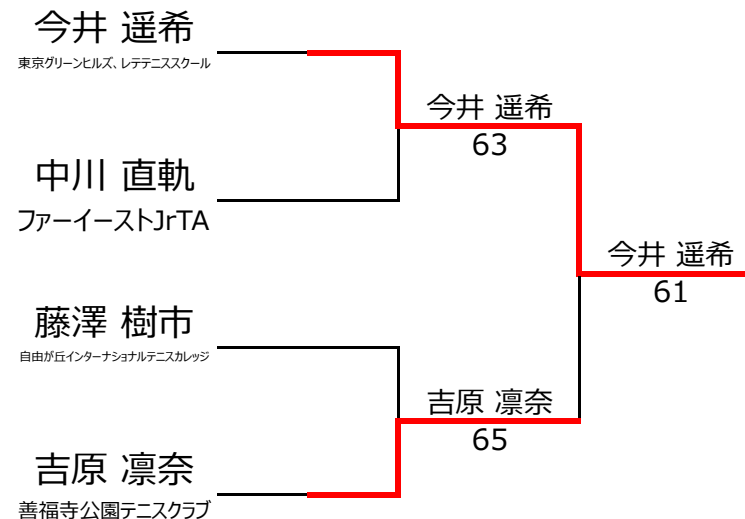 今井 遥希
東京グリーンヒルズ、レテテニススクール
中川 直軌
ファーイーストJrTA
藤澤 樹市
自由が丘インターナショナルテニスカレッジ
吉原 凛奈
善福寺公園テニスクラブ
今井 遥希
63
吉原 凛奈
65
今井 遥希
61